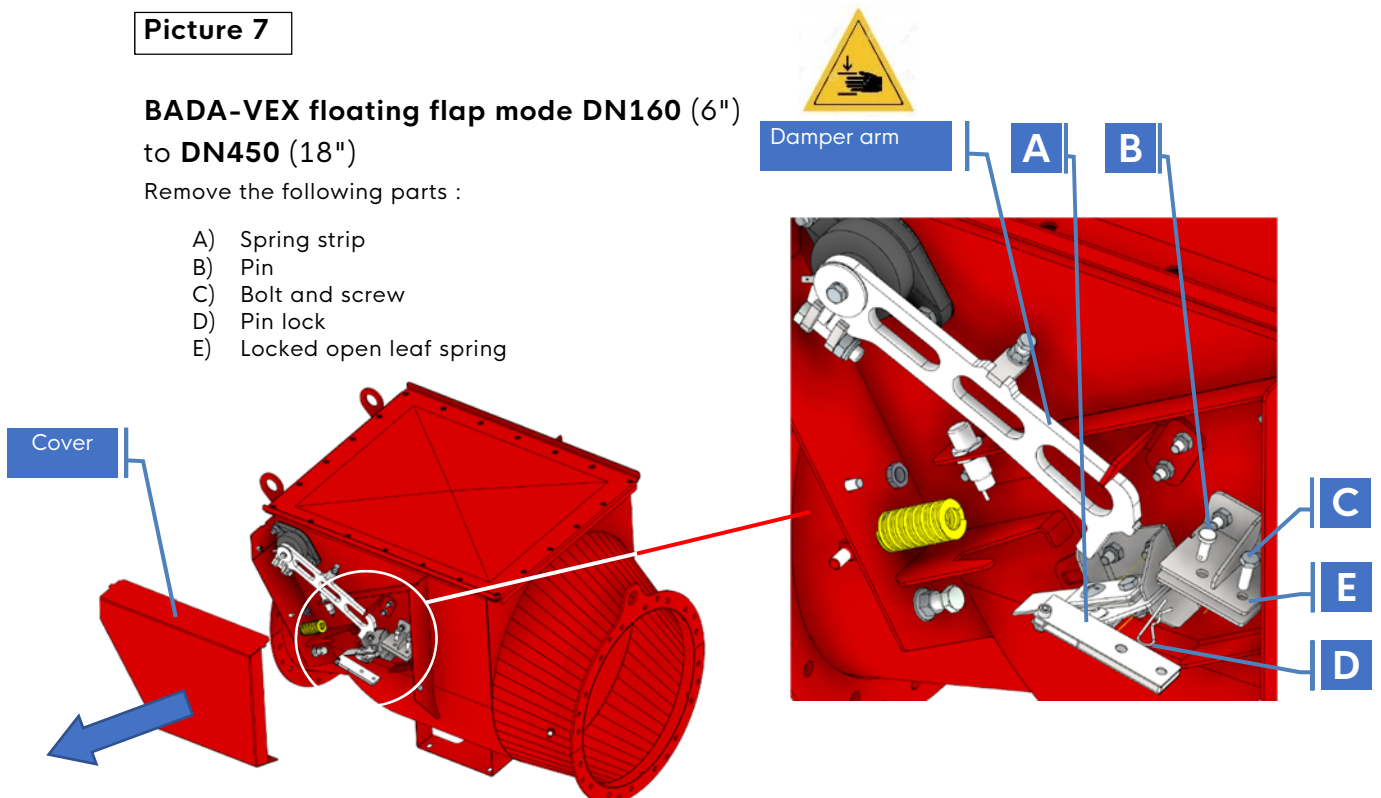 Picture 7
BADA-VEX floating flap mode DN160 (6")
to DN450 (18")
Remove the following parts :
A) Spring strip
B) Pin
C) Bolt and screw
D) Pin lock
E) Locked open leaf spring
Cover
Damper arm
A
B
C
E
D